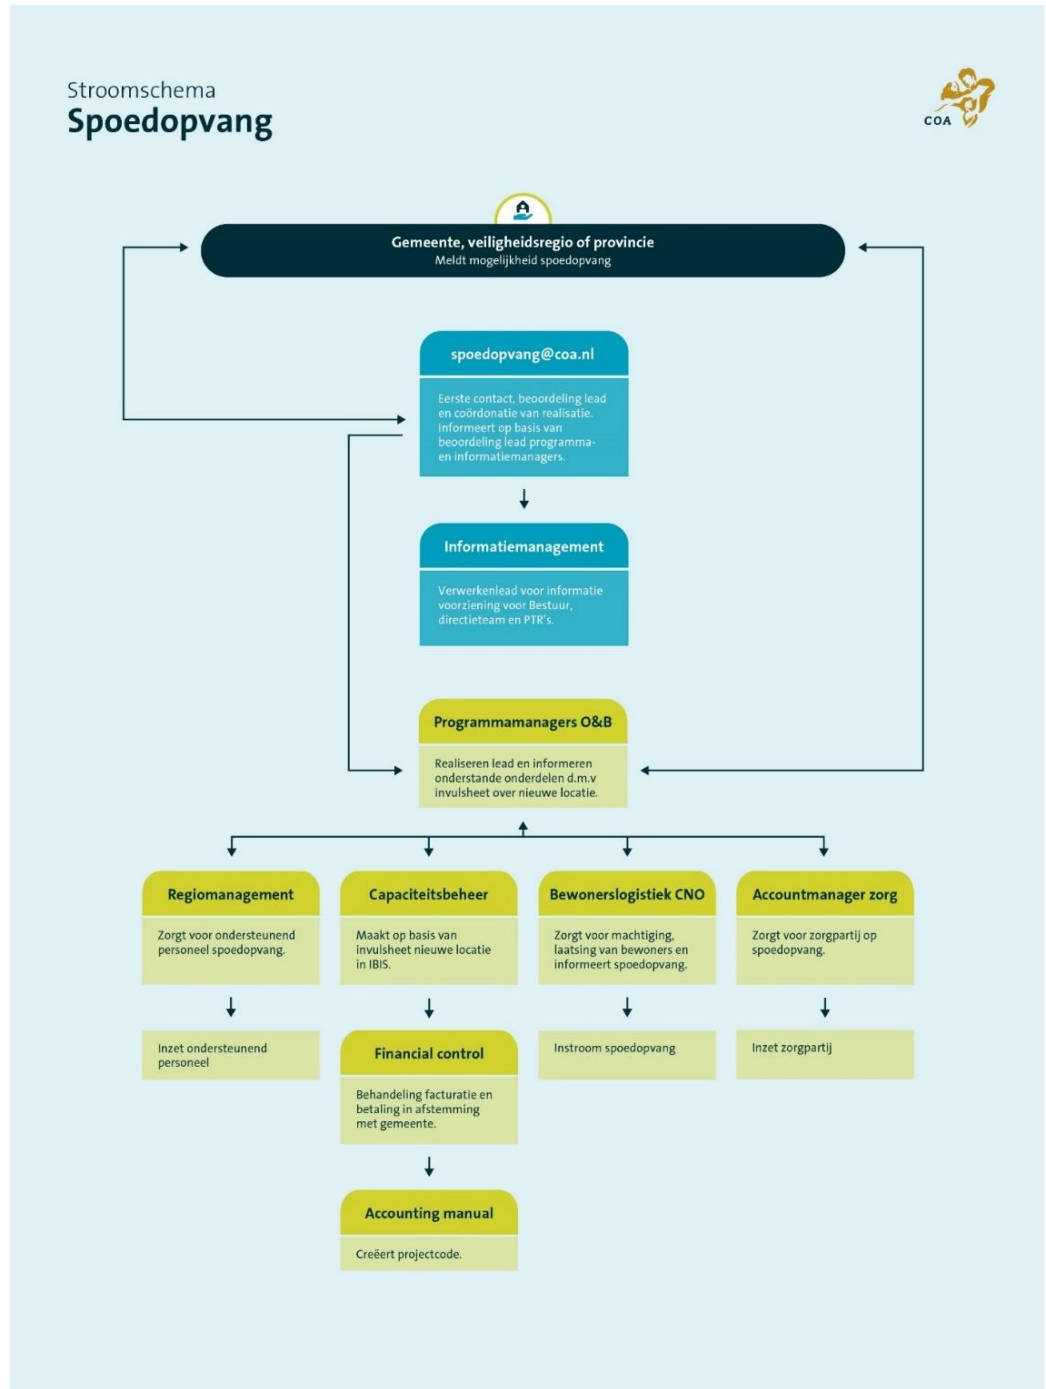 Stroomschema
Spoedopvang
COA
Gemeente, veiligheidsregio of provincie
Meldt mogelijkheid spoedopvang
spoedopvang@coa.nl
Eerste contact, beoordeling lead
en coördonatie van realisatie.
Informeert op basis van
beoordeling lead programma-
en informatiemanagers.
Informatiemanagement
Verwerkenlead voor informatie
voorziening voor Bestuur,
directieteam en PTR's.
Programmamanagers O&B
Realiseren lead en informeren
onderstande onderdelen d.m.v
invulsheet over nieuwe locatie.
Regiomanagement
Zorgt voor ondersteunend
personeel spoedopvang.
Inzet ondersteunend
personeel
Capaciteitsbeheer
Maakt op basis van
invulsheet nieuwe locatie
in IBIS.
Financial control
Behandeling facturatie en
betaling in afstemming
met gemeente.
Accounting manual
Creëert projectcode.
Bewonerslogistiek CNO
Zorgt voor machtiging,
laatsing van bewoners en
informeert spoedopvang.
Instroom spoedopvang
Accountmanager zorg
Zorgt voor zorgpartij op
spoedopvang.
Inzet zorgpartij